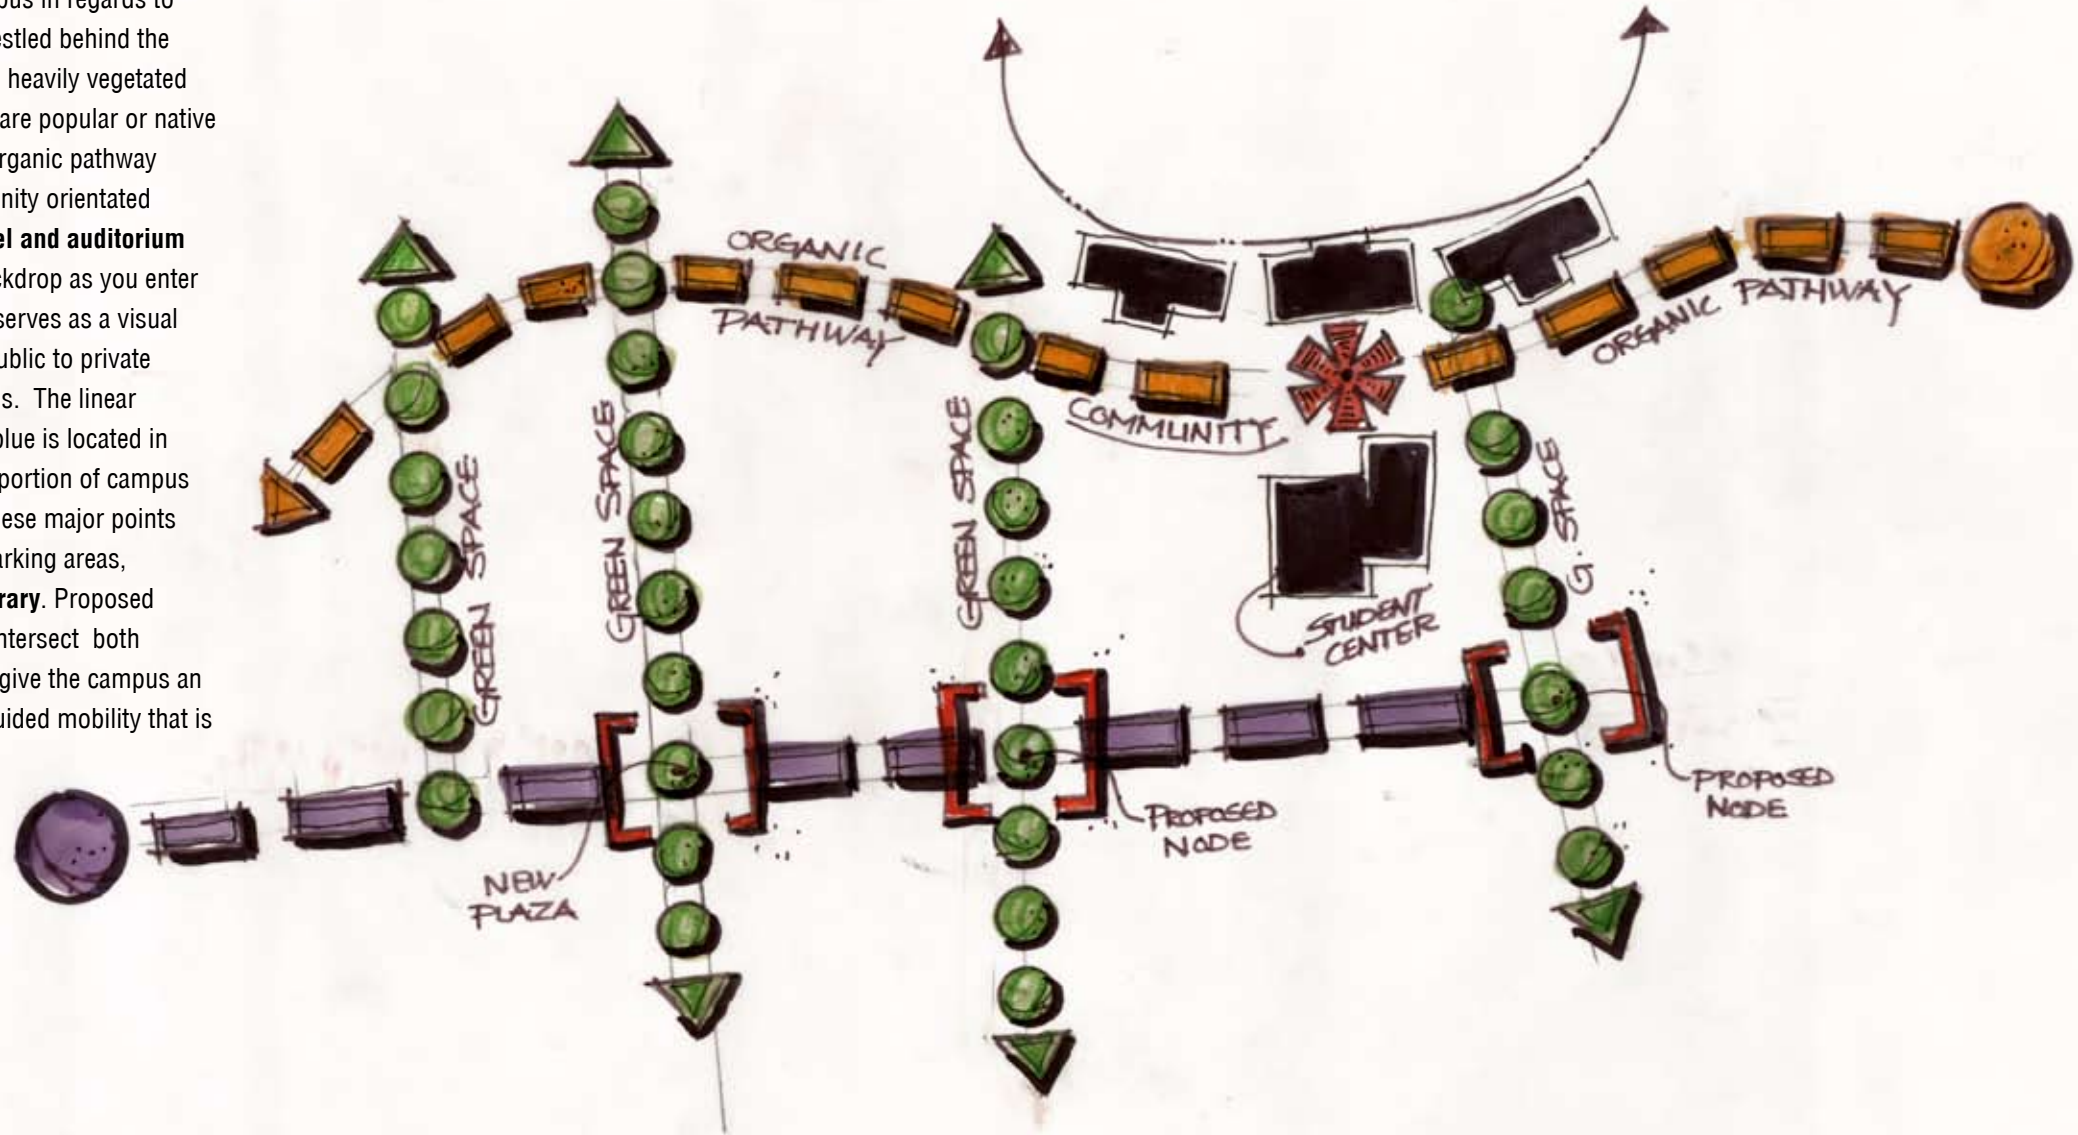 pus in regards to
estled behind the
heavily vegetated
are popular or native
rganic pathway
nity orientated
el and auditorium
ckdrop as you enter
serves as a visual
ublic to private
s. The linear
blue is located in
portion of campus
ese major points
arking areas,
rary. Proposed
ntersect both
give the campus an
uided mobility that is
ORGANIC
PATHWAY
ORGANIC PATHWAY
COMMUNITY
GREEN SPACE
GREEN SPACE
GREEN SPACE
G. SPACE
STUDENT
CENTER
NEW
PLAZA
PROPOSED
NODE
PROPOSED
NODE